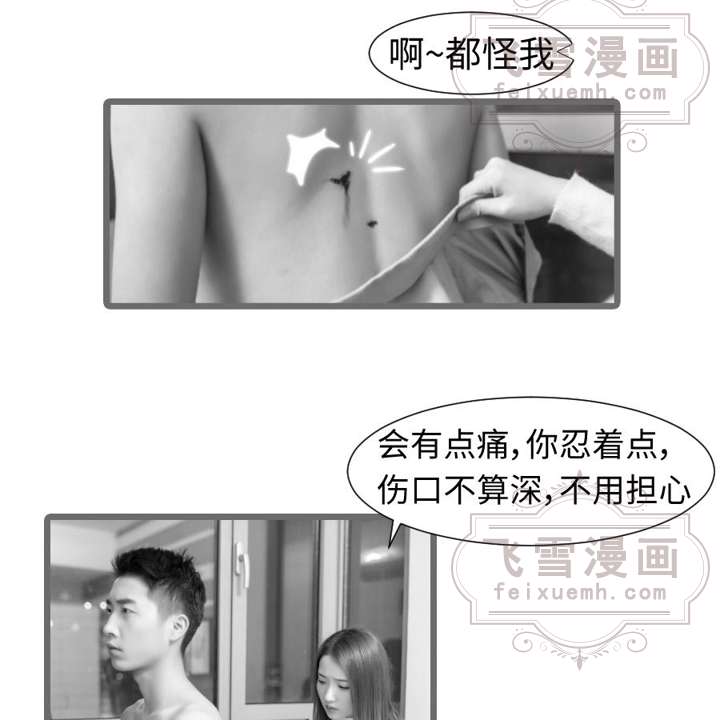 啊~都怪我
飞雪漫画
feixuemh.com
会有点痛,你忍着点,
伤口不算深,不用担心
飞雪漫画
feixuemh.com